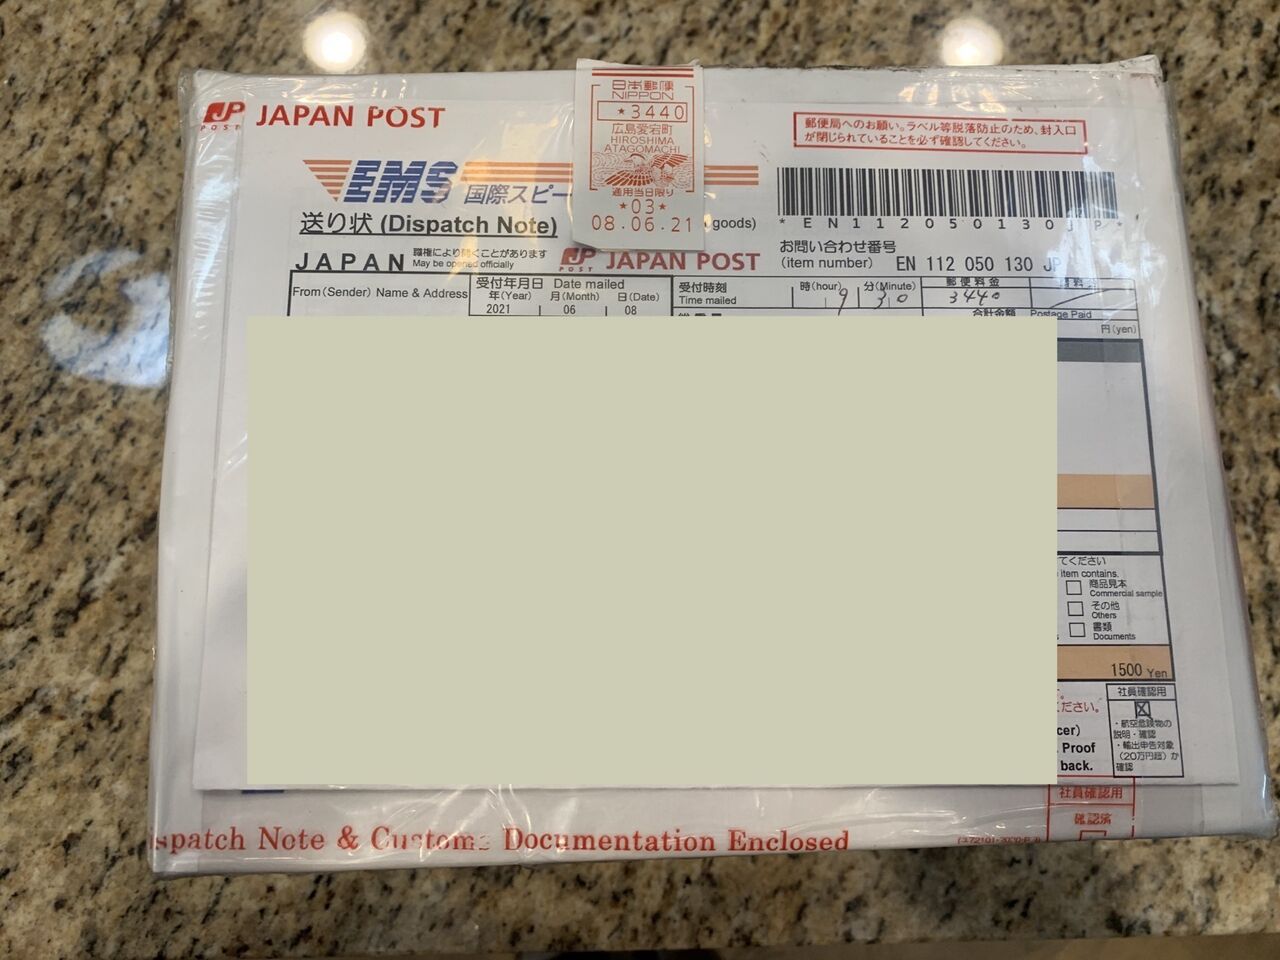 JP POST JAPAN POST
日本郵便
NIPPON
★3440
広島愛宕町
HIROSHIMA
ATAGOMACHI
通用当日限り
★03★
08.06.21
郵便局へのお願い。ラベル等脱落防止のため、封入口
が閉じられていることを必ず確認してください。
EMS 国際スピー
送り状 (Dispatch Note)
goods)
* E N 1 1 2 0 5 0 1 3 0 J P *
お問い合わせ番号
(item number) EN 112 050 130 JP
JAPAN 職権により開くことがあります
May be opened officially
JP POST JAPAN POST
From(Sender) Name & Address
受付年月日 Date mailed
年(Year) 月(Month) 日(Date)
2021 06 08
受付時刻
Time mailed
時(hour) 分(Minute)
9 30
郵便料金
3440
合計金額 Postage Paid
円(yen)
てください
item contains.
商品見本
Commercial sample
その他
Others
書類
Documents
1500 Yen
ください。
cer)
Proof
back.
社員確認用
・航空危険物の
説明・確認
・輸出申告対象
(20万円超)か
確認
社員確認用
確認済
spatch Note & Customs Documentation Enclosed